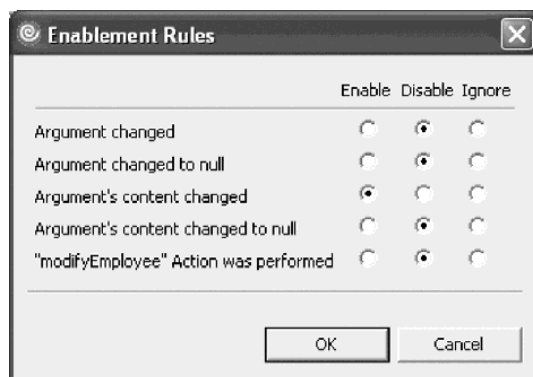 Enablement Rules
Enable Disable Ignore
Argument changed
Argument changed to null
Argument's content changed
Argument's content changed to null
"modifyEmployee" Action was performed
OK Cancel